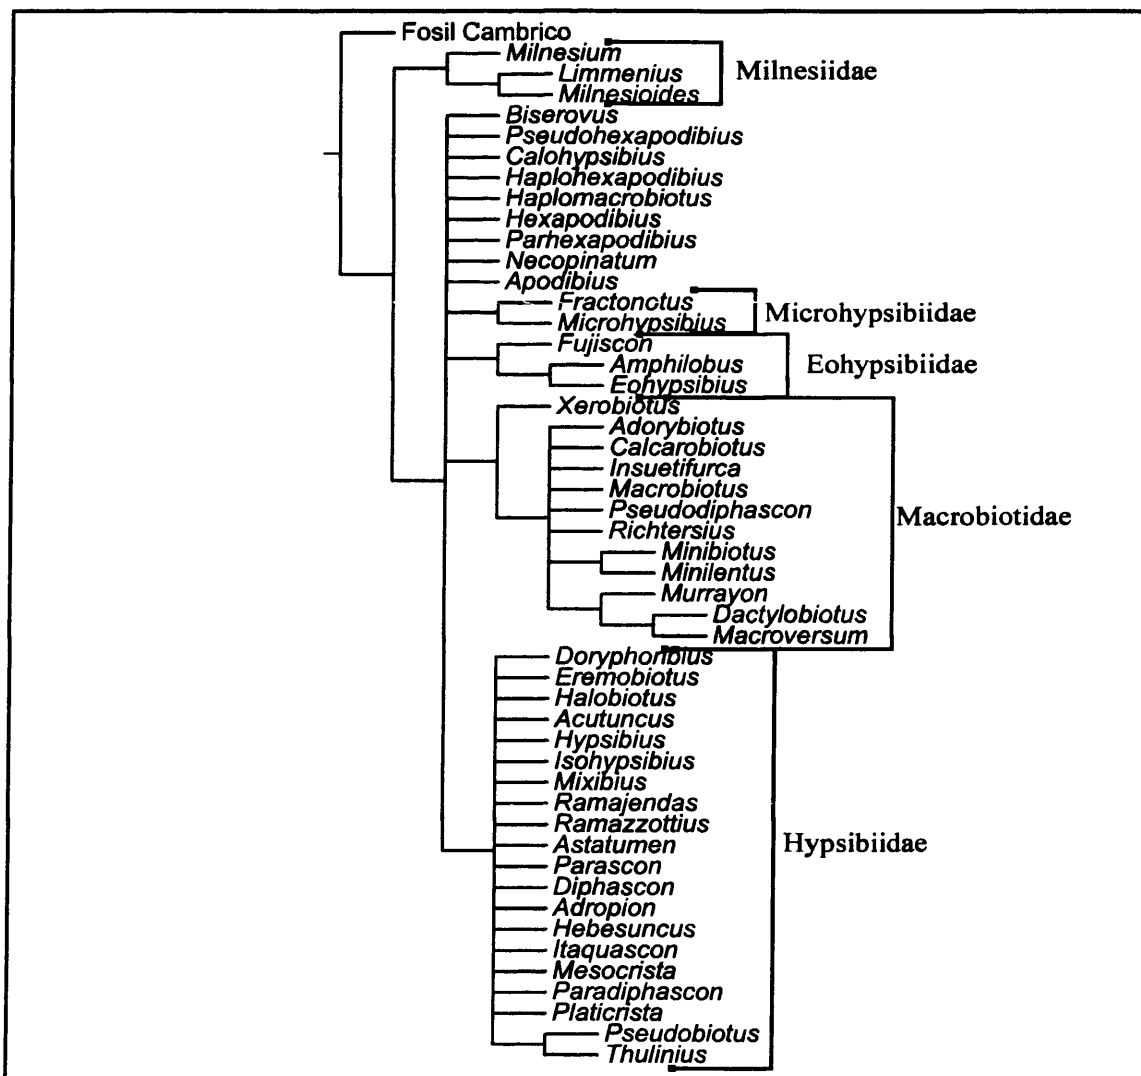 Fosil Cambrico
Milnesium
Limmenius
Milnesioides
Milnesiidae
Biserovus
Pseudohexapodibius
Calohypsibius
Haplohexapodibius
Haplomacrobiotus
Hexapodibius
Parhexapodibius
Necopinatum
Apodibius
Fractonotus
Microhypsibius
Microhypsibiidae
Fujiscon
Amphilobus
Eohypsibius
Eohypsibiidae
Xerobiotus
Adorybiotus
Calcarobiotus
Insuetifurca
Macrobiotus
Pseudodiphascon
Richtersius
Minibiotus
Minilentus
Murrayon
Dactylobiotus
Macroversum
Macrobiotidae
Doryphoribius
Eremobiotus
Halobiotus
Acutuncus
Hypsibius
Isohypsibius
Mixibius
Ramajendas
Ramazzottius
Astatumen
Parascon
Diphascon
Adropion
Hebesuncus
Itaquascon
Mesocrista
Paradiphascon
Platicrista
Pseudobiotus
Thulinius
Hypsibiidae